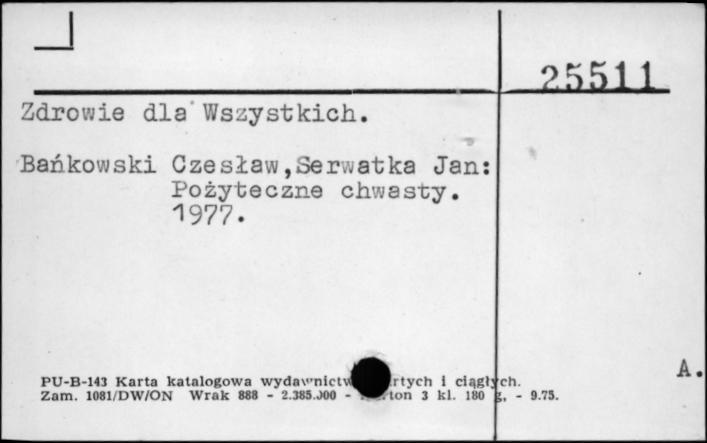 25511
Zdrowie dla Wszystkich.
Bańkowski Czesław,Serwatka Jan:
Pożyteczne chwasty.
1977.
A.
PU-B-143 Karta katalogowa i ciągłych.
Zam. 1081/DW/ON Wrak 888 - 2.385.000 - 3 kl. 180 g, - 9.75.